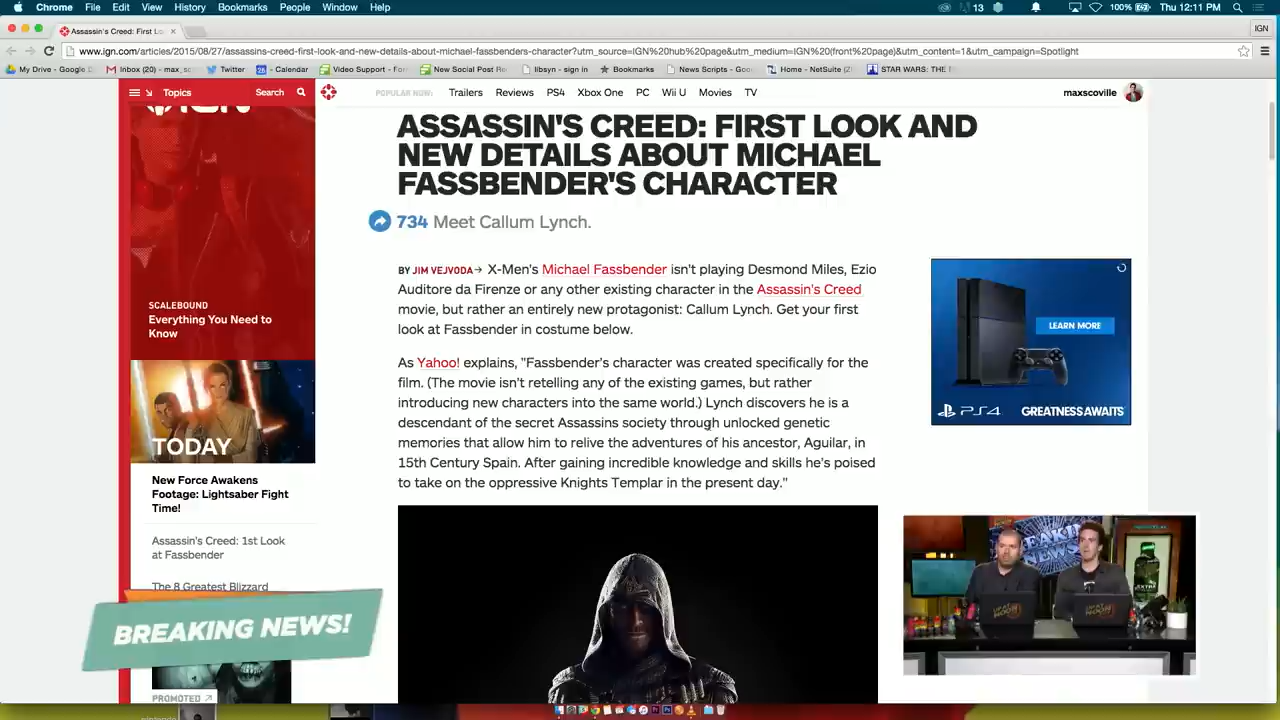 Chrome File Edit View History Bookmarks People Window Help
13 100% Thu 12:11 PM
Assassin's Creed: First Lo
IGN
www.ign.com/articles/2015/08/27/assassins-creed-first-look-and-new-details-about-michael-fassbenders-character?utm_source=IGN%20hub%20page&utm_medium=IGN%20(front%20page)&utm_content=1&utm_campaign=Spotlight
My Drive - Google D Inbox (20) - max_sc Twitter 26 - Calendar Video Support - For New Social Post Re libsyn - sign in Bookmarks News Scripts - Goo Home - NetSuite STAR WARS: THE
Topics Search POPULAR NOW: Trailers Reviews PS4 Xbox One PC Wii U Movies TV maxscoville
IGN
ASSASSIN'S CREED: FIRST LOOK AND
NEW DETAILS ABOUT MICHAEL
FASSBENDER'S CHARACTER
734 Meet Callum Lynch.
BY JIM VEJVODA X-Men's Michael Fassbender isn't playing Desmond Miles, Ezio
Auditore da Firenze or any other existing character in the Assassin's Creed
movie, but rather an entirely new protagonist: Callum Lynch. Get your first
look at Fassbender in costume below.
As Yahoo! explains, "Fassbender's character was created specifically for the
film. (The movie isn't retelling any of the existing games, but rather
introducing new characters into the same world.) Lynch discovers he is a
descendant of the secret Assassins society through unlocked genetic
memories that allow him to relive the adventures of his ancestor, Aguilar, in
15th Century Spain. After gaining incredible knowledge and skills he's poised
to take on the oppressive Knights Templar in the present day."
SCALEBOUND
Everything You Need to
Know
TODAY
New Force Awakens
Footage: Lightsaber Fight
Time!
Assassin's Creed: 1st Look
at Fassbender
The 8 Greatest Blizzard
BREAKING NEWS!
PROMOTED
LEARN MORE
PS4 GREATNESS AWAITS